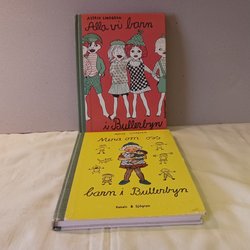 Astrid Lindgren
Alla vi barn
i Bullerbyn
Mera om oss
barn i Bullerbyn
Rabén & Sjögren